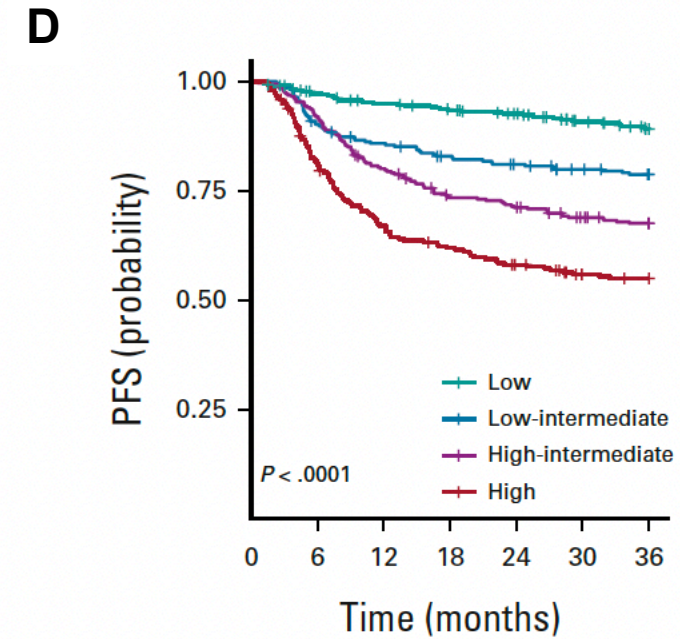 D
1.00
0.75
0.50
0.25
PFS (probability)
Low
Low-intermediate
High-intermediate
High
P < .0001
0 6 12 18 24 30 36
Time (months)